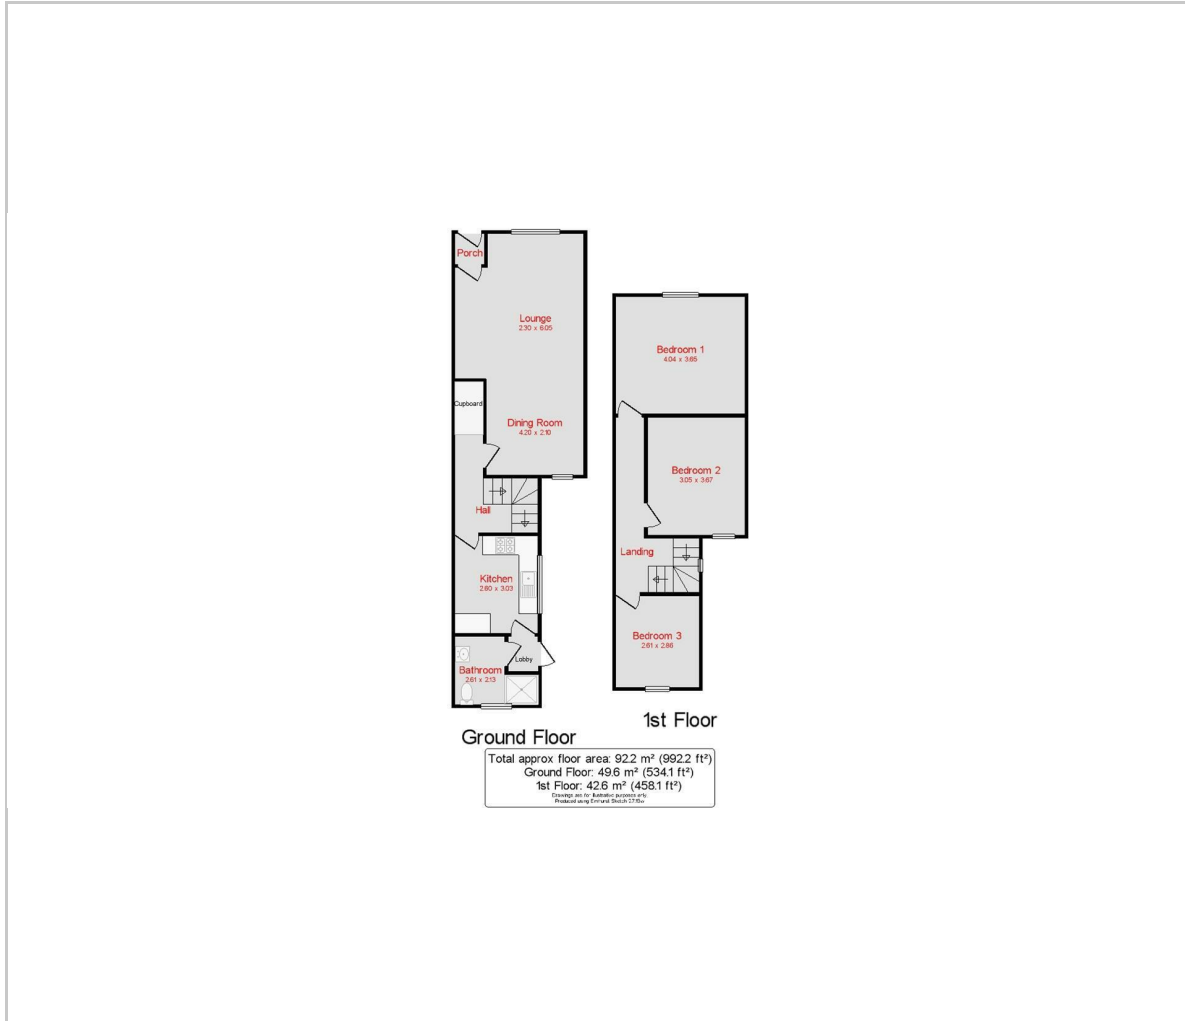 Porch
Lounge
2.30 x 6.05
Cupboard
Dining Room
4.20 x 2.10
Hall
Kitchen
2.60 x 3.03
Lobby
Bathroom
2.61 x 2.13
Ground Floor
Bedroom 1
4.04 x 3.65
Bedroom 2
3.05 x 3.67
Landing
Bedroom 3
2.61 x 2.86
1st Floor
Total approx floor area: 92.2 m² (992.2 ft²)
Ground Floor: 49.6 m² (534.1 ft²)
1st Floor: 42.6 m² (458.1 ft²)
Drawings are for illustrative purposes only.
Produced using